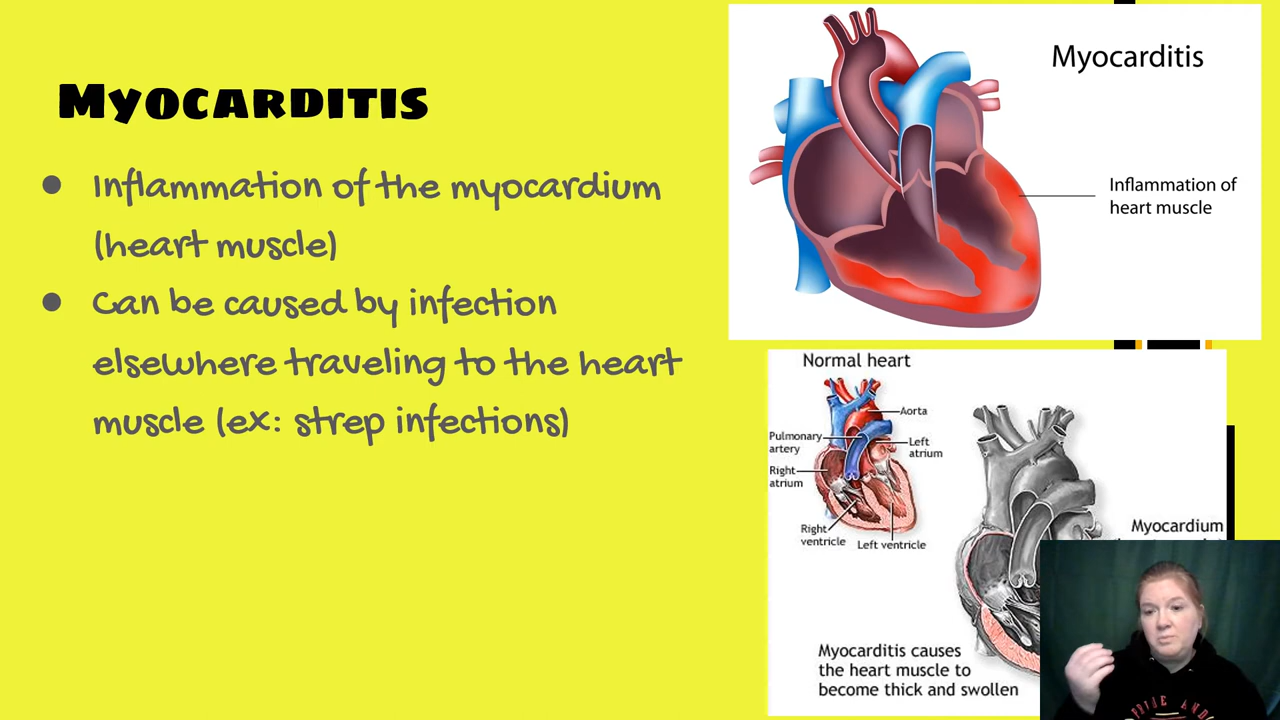 Myocarditis
● Inflammation of the myocardium
(heart muscle)
● Can be caused by infection
elsewhere traveling to the heart
muscle (ex: strep infections)
Myocarditis
Inflammation of
heart muscle
Normal heart
Aorta
Pulmonary
artery
Left
atrium
Right
atrium
Right
ventricle
Left ventricle
Myocardium
Myocarditis causes
the heart muscle to
become thick and swollen